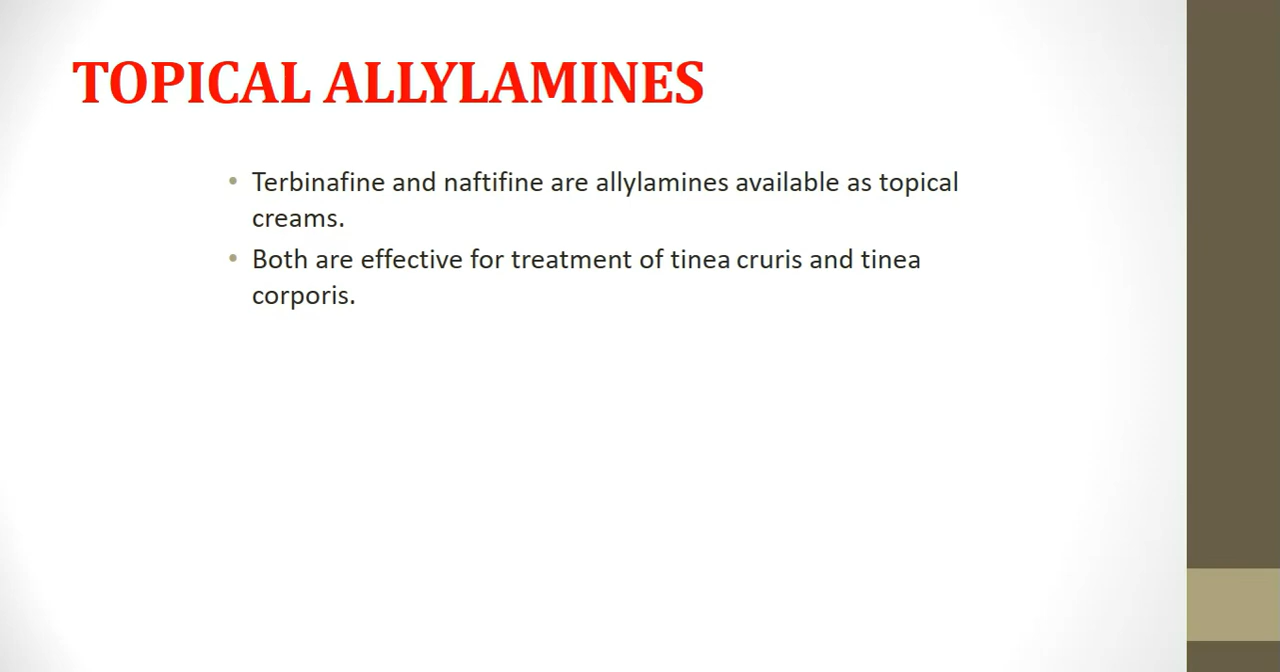 TOPICAL ALLYLAMINES
• Terbinafine and naftifine are allylamines available as topical
creams.
• Both are effective for treatment of tinea cruris and tinea
corporis.